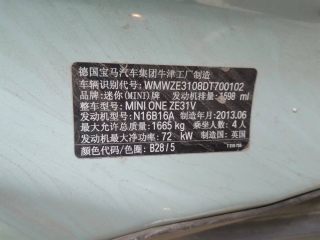 德国宝马汽车集团牛津工厂制造
车辆识别代号: WMWZE3108DT700102
品牌: 迷你(MINI)牌 发动机排量: 1598 ml
整车型号: MINI ONE ZE31V
发动机型号: N16B16A 制造年月: 2013.06
最大允许总质量: 1665 kg 乘坐人数: 4人
发动机最大净功率: 72 kW 制造国: 英国
颜色代码/色圈: B28 / 5